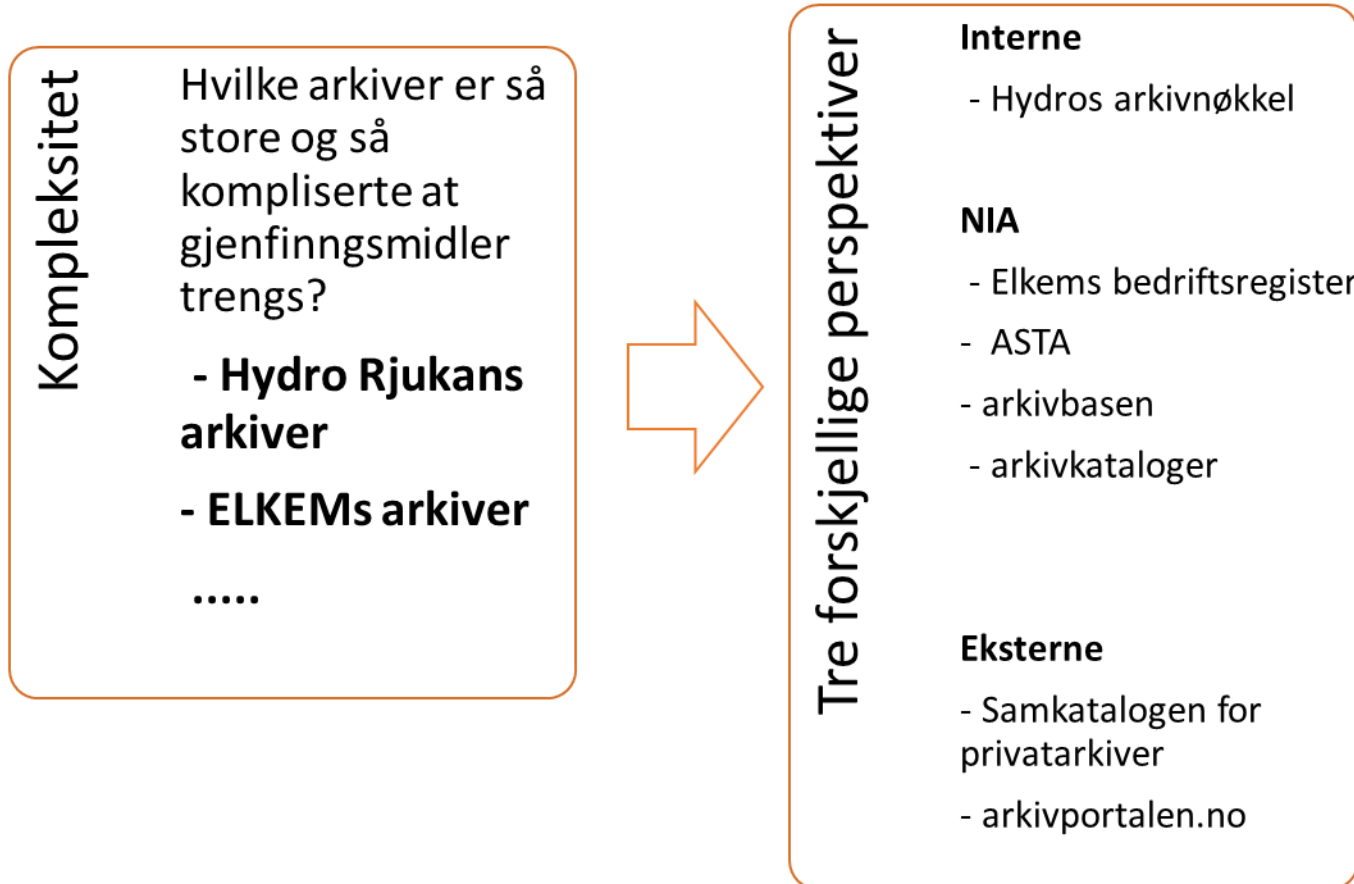 Kompleksitet
Hvilke arkiver er så
store og så
kompliserte at
gjenfinngsmidler
trengs?
- Hydro Rjukans
arkiver
- ELKEMs arkiver
.....
Tre forskjellige perspektiver
Interne
- Hydros arkivnøkkel
NIA
- Elkems bedriftsregister
- ASTA
- arkivbasen
- arkivkataloger
Eksterne
- Samkatalogen for
privatarkiver
- arkivportalen.no